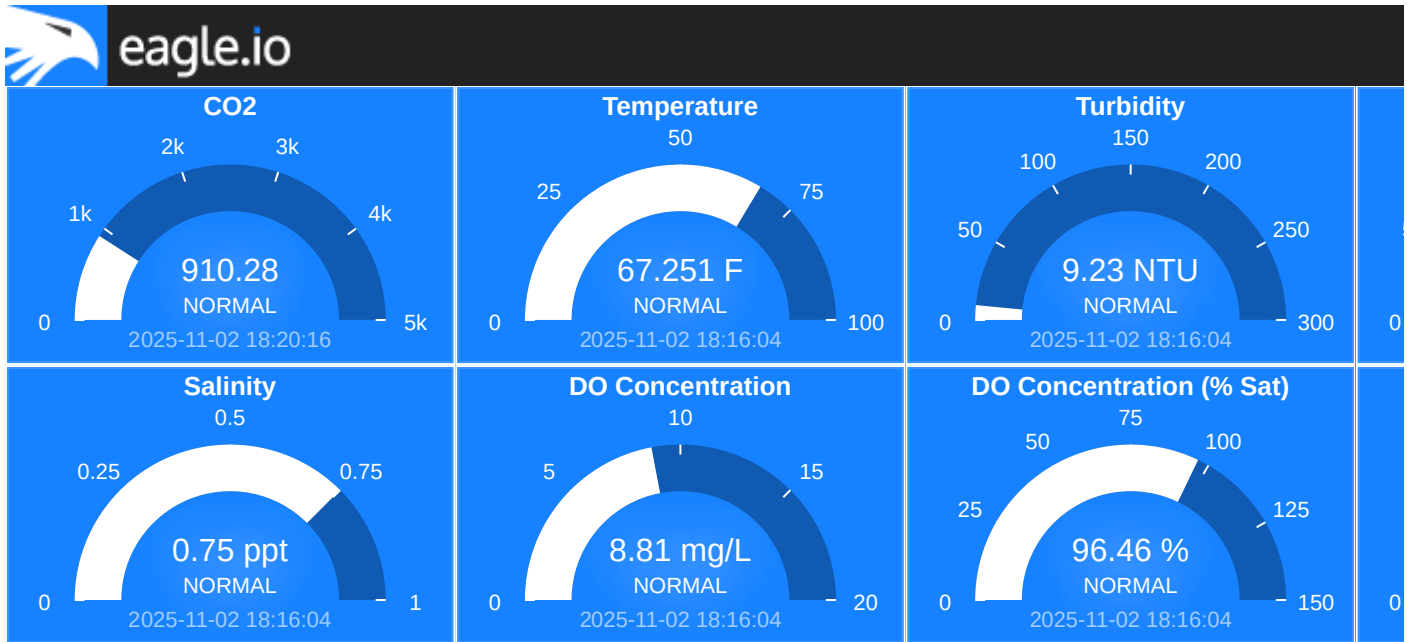 eagle.io
CO2
2k 3k
1k 4k
910.28
NORMAL
0 5k
2025-11-02 18:20:16
Temperature
50
25 75
67.251 F
NORMAL
0 100
2025-11-02 18:16:04
Turbidity
150
100 200
50 250
9.23 NTU
NORMAL
0 300
2025-11-02 18:16:04
0
Salinity
0.5
0.25 0.75
0.75 ppt
NORMAL
0 1
2025-11-02 18:16:04
DO Concentration
10
5 15
8.81 mg/L
NORMAL
0 20
2025-11-02 18:16:04
DO Concentration (% Sat)
75
50 100
25 125
96.46 %
NORMAL
0 150
2025-11-02 18:16:04
0